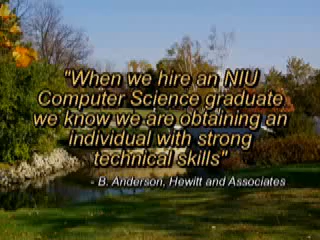 "When we hire an NIU
Computer Science graduate
we know we are obtaining an
individual with strong
technical skills"
- B. Anderson, Hewitt and Associates